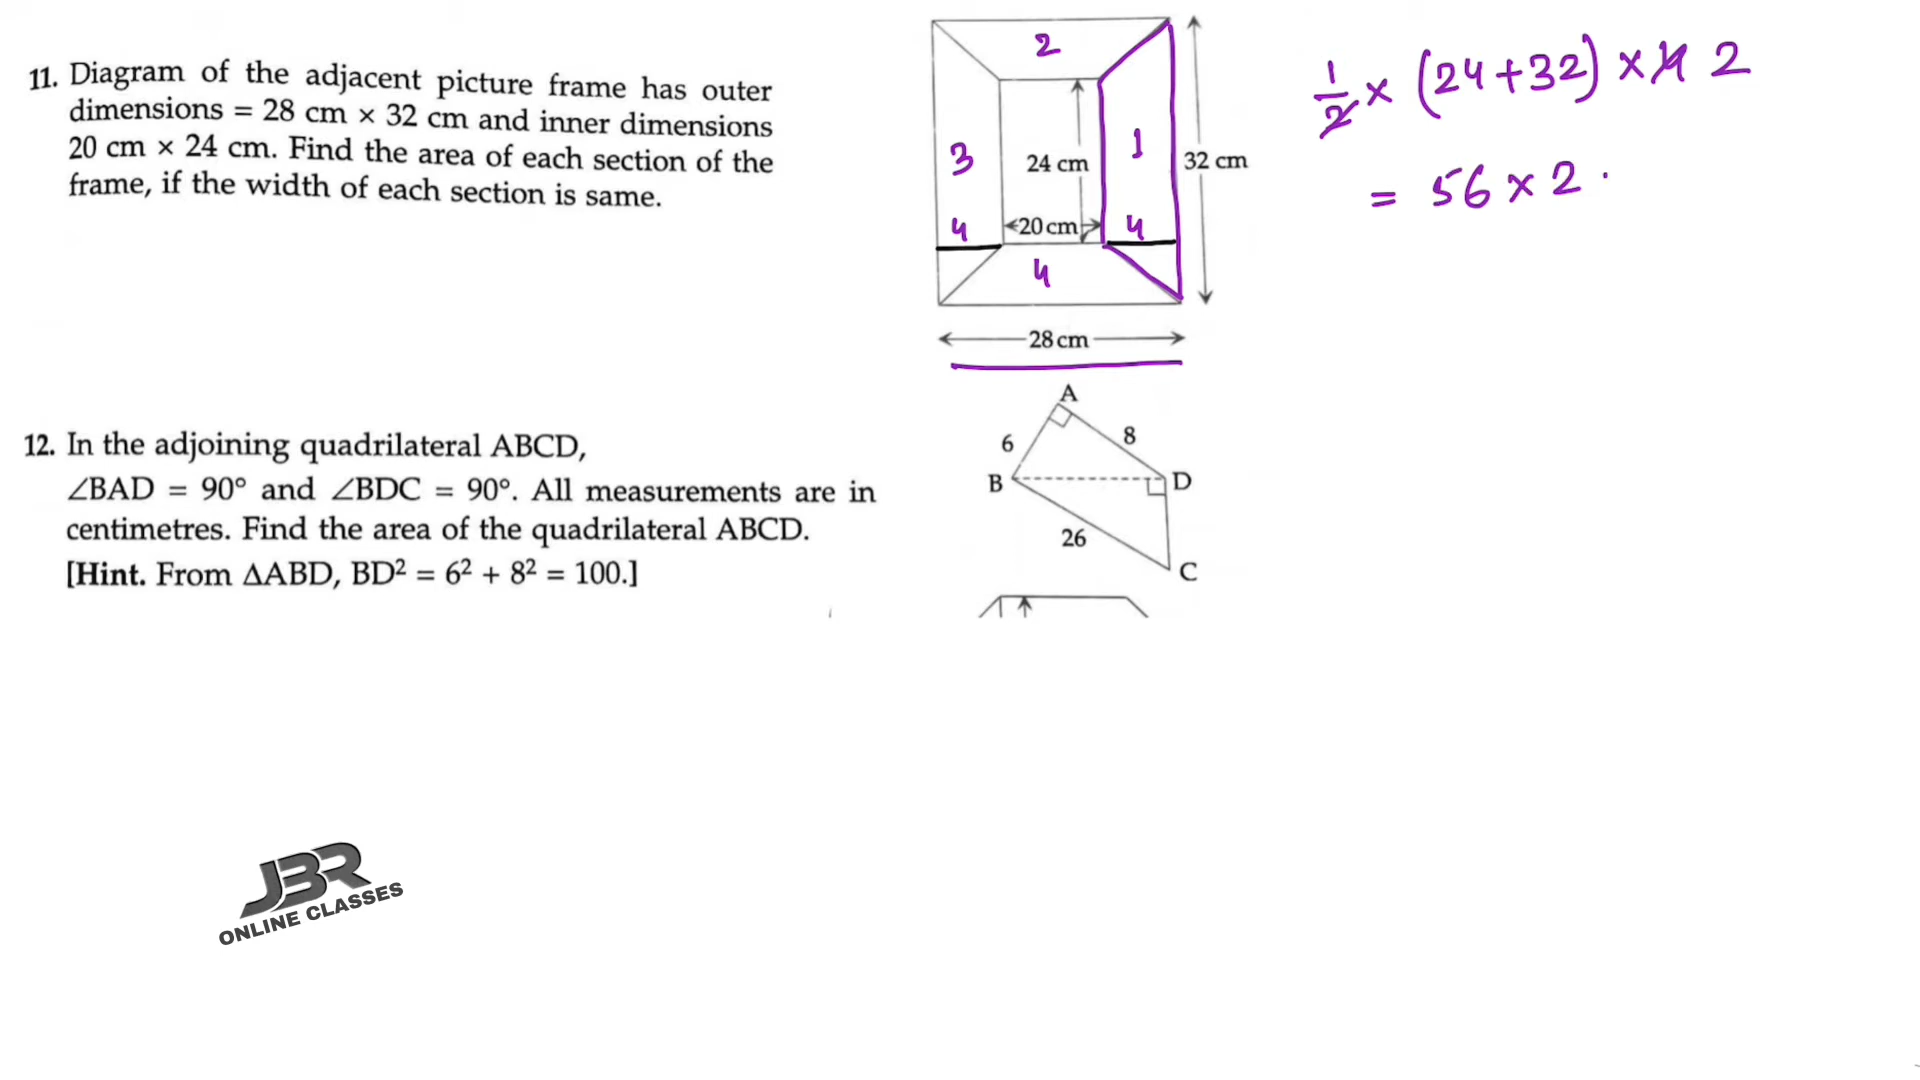 11. Diagram of the adjacent picture frame has outer
dimensions = 28 cm × 32 cm and inner dimensions
20 cm × 24 cm. Find the area of each section of the
frame, if the width of each section is same.
2
3
24 cm
1
32 cm
4
20 cm
4
4
28 cm
1/2 × (24+32) × 4 2
= 56 × 2 .
12. In the adjoining quadrilateral ABCD,
∠BAD = 90° and ∠BDC = 90°. All measurements are in
centimetres. Find the area of the quadrilateral ABCD.
[Hint. From ΔABD, BD² = 6² + 8² = 100.]
A
6
8
B
D
26
C
JBR
ONLINE CLASSES